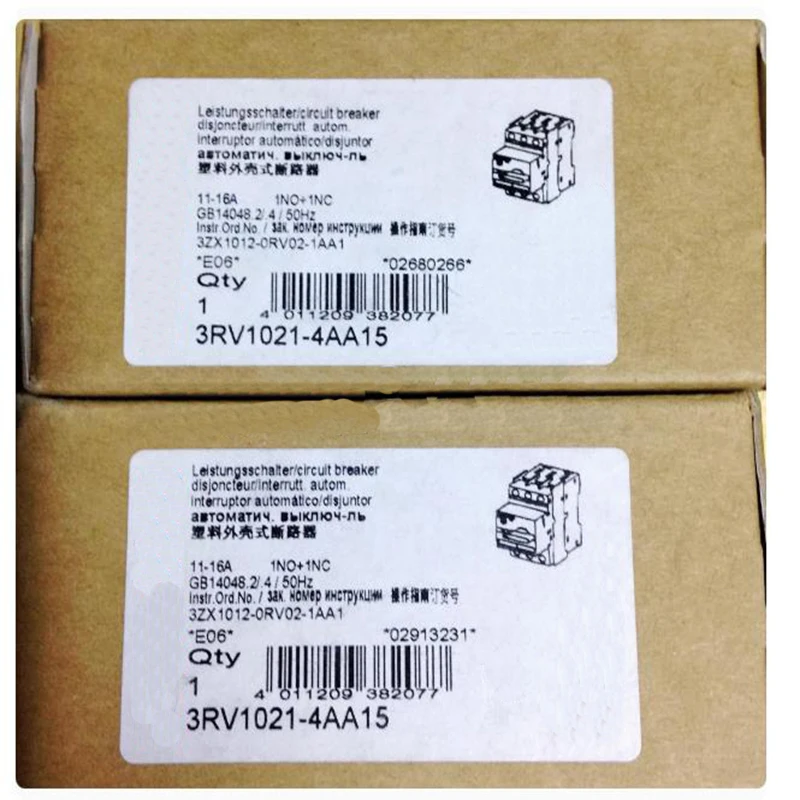 Leistungsschalter/circuit breaker
disjoncteur/interrutt. autom.
interruptor automático/disjuntor
автоматич. выключ-ль
塑料外壳式断路器
11-16A 1NO+1NC
GB14048.2/.4 / 50Hz
Instr.Ord.No. / зак. номер инструкции 操作指南订货号
3ZX1012-0RV02-1AA1
*E06* *02680266*
Qty
1
4 011209 382077
3RV1021-4AA15
Leistungsschalter/circuit breaker
disjoncteur/interrutt. autom.
interruptor automático/disjuntor
автоматич. выключ-ль
塑料外壳式断路器
11-16A 1NO+1NC
GB14048.2/.4 / 50Hz
Instr.Ord.No. / зак. номер инструкции 操作指南订货号
3ZX1012-0RV02-1AA1
*E06* *02913231*
Qty
1
4 011209 382077
3RV1021-4AA15